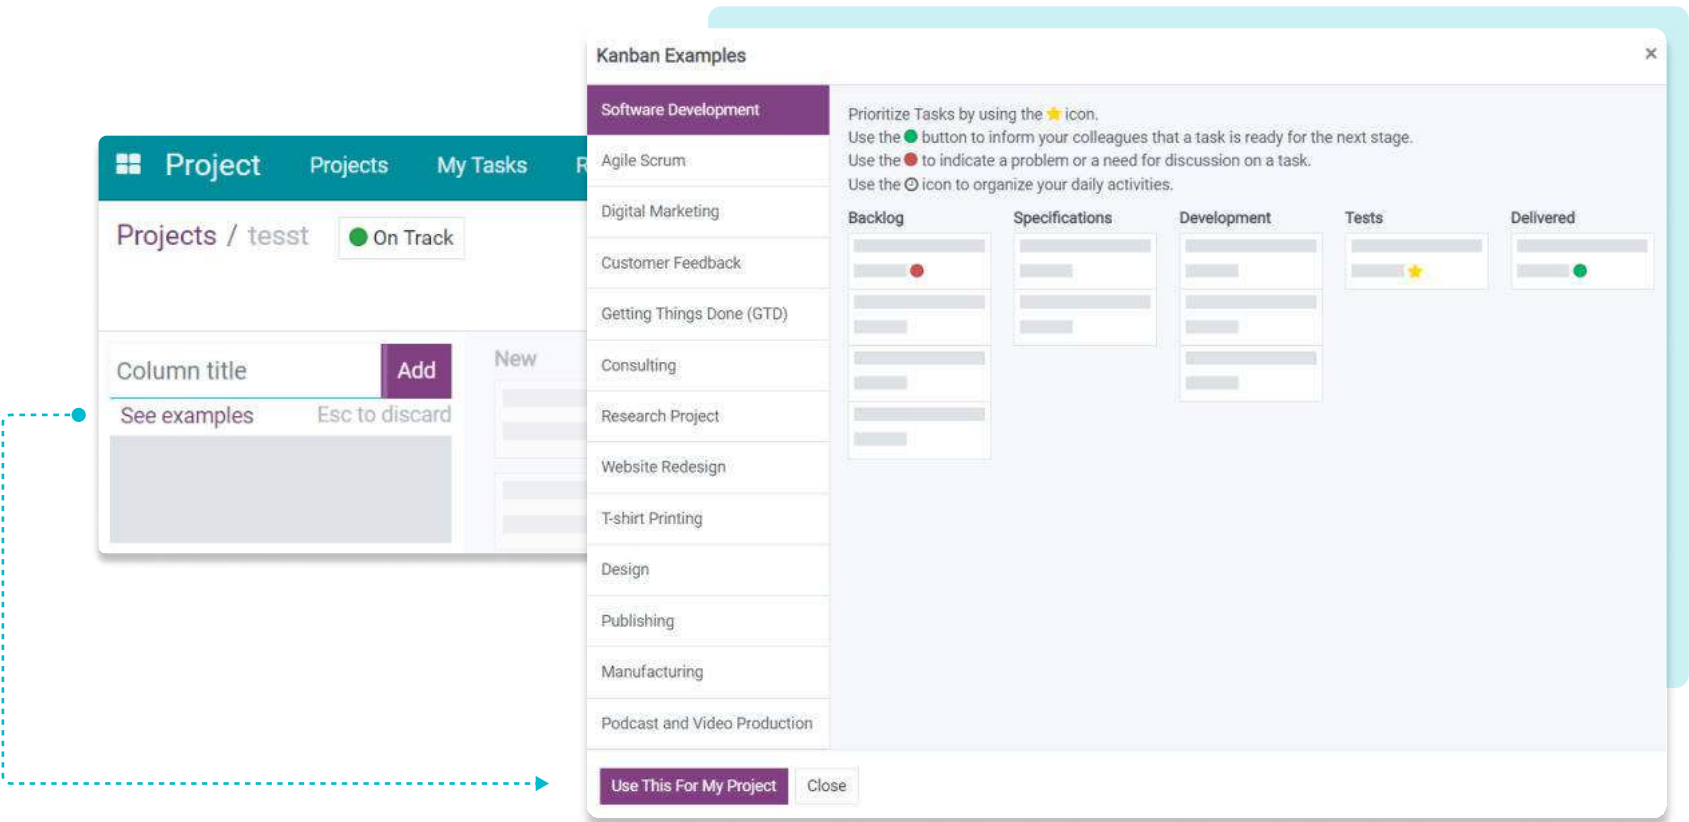 Kanban Examples
×
Software Development
Agile Scrum
Digital Marketing
Customer Feedback
Getting Things Done (GTD)
Consulting
Research Project
Website Redesign
T-shirt Printing
Design
Publishing
Manufacturing
Podcast and Video Production
Prioritize Tasks by using the icon.
Use the button to inform your colleagues that a task is ready for the next stage.
Use the to indicate a problem or a need for discussion on a task.
Use the icon to organize your daily activities.
Backlog Specifications Development Tests Delivered
Use This For My Project Close
Project Projects My Tasks R
Projects / tesst On Track
Column title Add
See examples Esc to discard
New